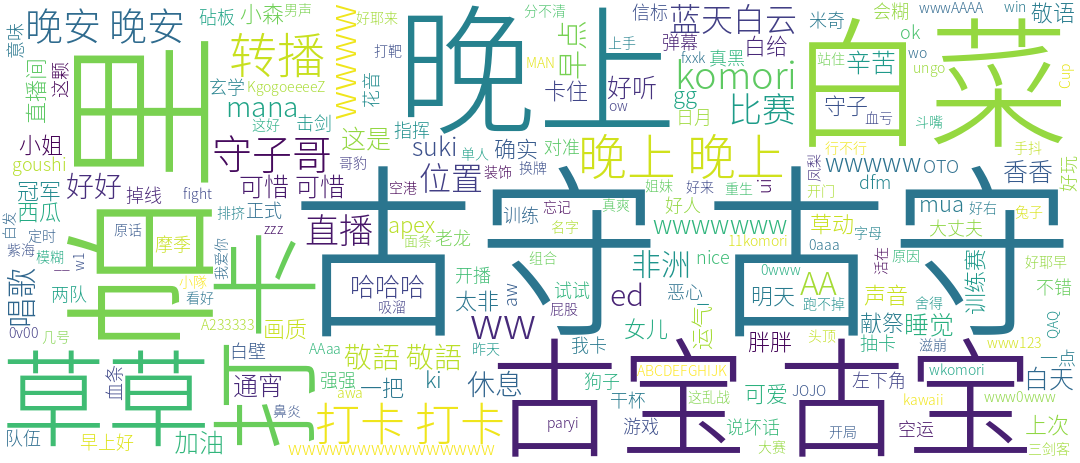 晚安 晚安
砧板
小森
男声
好耶来
分不清
信标
蓝天白云
米奇
会糊
wwwAAAA
win
敬语
意味
田
转播
wwwwwww
打靶
晚上
上手
早点
弹幕
白给
ok
直播间
这颗
玄学
KgogoeeeeZ
花音
MAN
卡住
ow
好听
fxxk
真黑
komori
站住
辛苦
wo
ungo
白菜
Cup
小姐
goushi
mana
这好
击剑
这是
指挥
suki
单人
确实
对准
gg
日月
比赛
守子
血亏
斗嘴
行不行
手抖
好玩
冠军
好好
守子哥
可惜 可惜
哥豹
空港
装饰
位置
换牌
晚上 晚上
姐妹
好来
重生
ui
凤梨
开门
wwwww
OTO
dfm
香香
西瓜
掉线
fight
白发
紫海
定时
原话
摩季
排挤
正式
zzz
直播
apex
面条
老龙
训练
忘记
名字
真爽
好人
wwwwwww
11komori
草动
0aaa
字母
mua
好右
大丈夫
兔子
模糊
w1
小隊
我爱你
看好
哈哈哈
吸溜
开播
太非
aw
组合
试试
屁股
古守 古守
非洲
恶心
nice
0www
明天
跑不掉
AA
活在
原因
声音
舍得
训练赛
好耶早
不错
唱歌
0v00
两队
几号
A233333
画质
ww
ed
女儿
运气
献祭
睡觉
QAQ
草草
血条
白壁
通宵
AAaa
强强
敬語 敬語
awa
一把
ki
昨天
休息
我卡
狗子
ABCDEFGHIJK
胖胖
头顶
抽卡
滋崩
wkomori
www123
一点
白天
鼻炎
打卡 打卡
干杯
这乱战
可爱
JOJO
左下角
kawaii
www0www
队伍
早上好
加油
wwwwwwwwwwwwwwww
paryi
古宝 古宝
游戏
说坏话
大赛
开局
空运
上次
三剑客